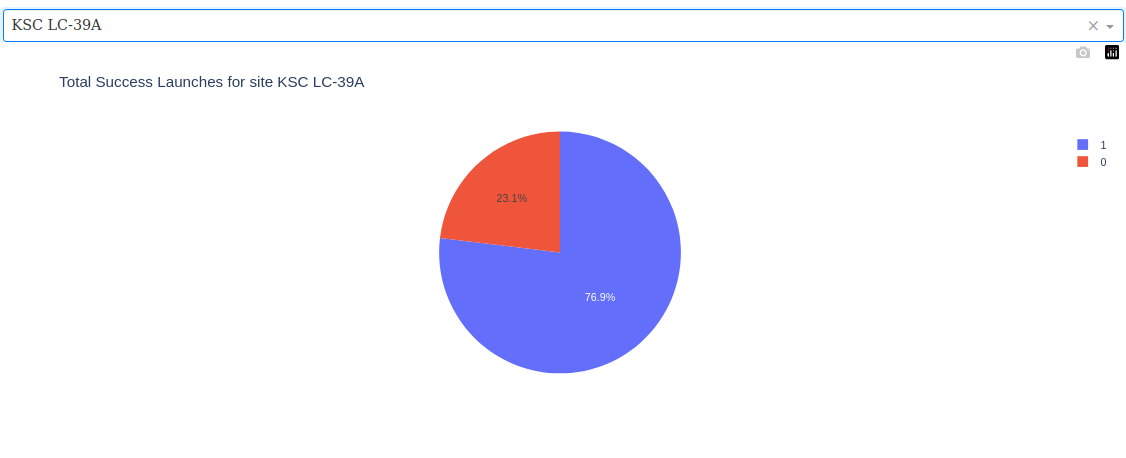 KSC LC-39A
Total Success Launches for site KSC LC-39A
1
0
23.1%
76.9%